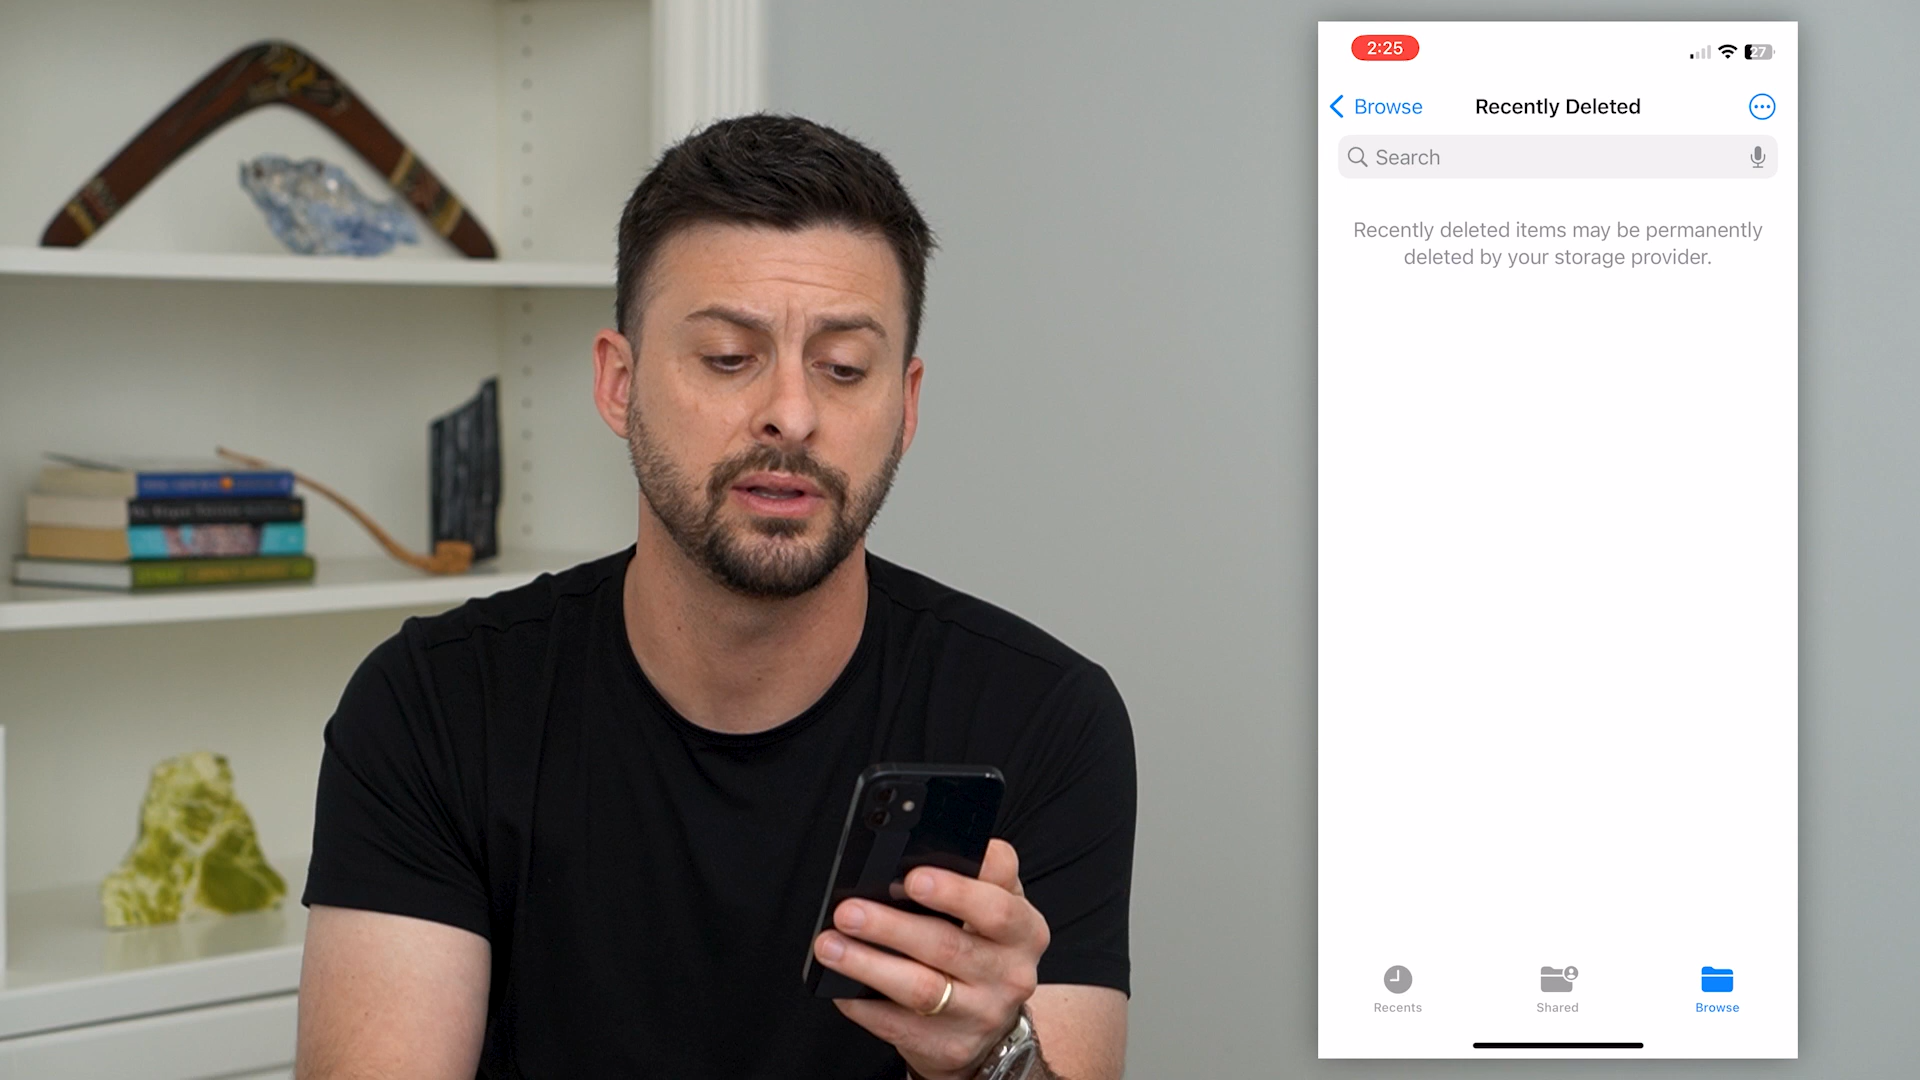 2:25
27
Browse
Recently Deleted
Search
Recently deleted items may be permanently
deleted by your storage provider.
Recents
Shared
Browse